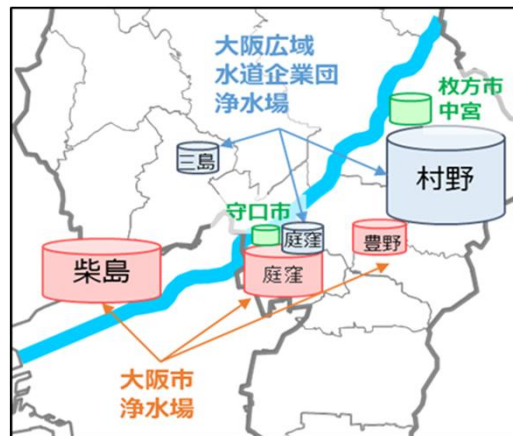 大阪広域
水道企業団
浄水場
枚方市
中宮
三島
村野
守口市
庭窪
豊野
柴島
庭窪
大阪市
浄水場